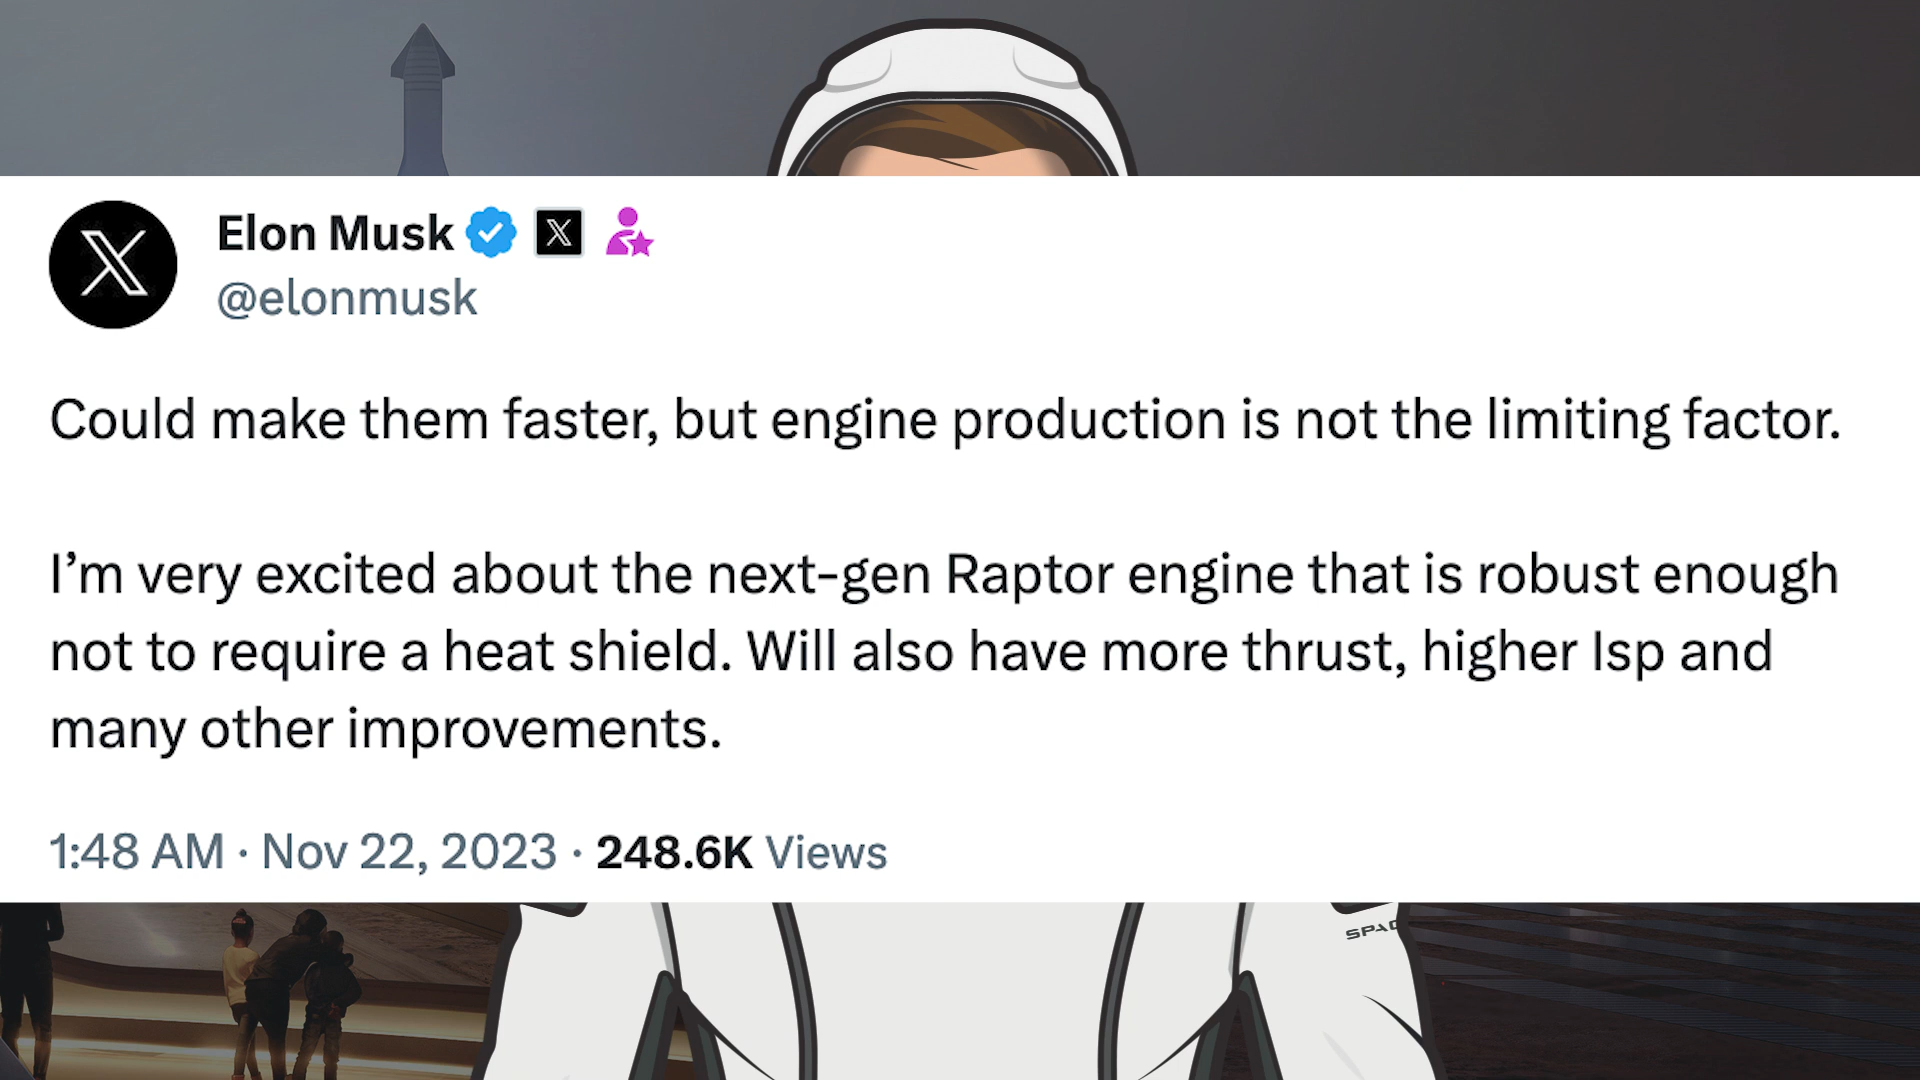 Elon Musk
@elonmusk
Could make them faster, but engine production is not the limiting factor.
I’m very excited about the next-gen Raptor engine that is robust enough
not to require a heat shield. Will also have more thrust, higher Isp and
many other improvements.
1:48 AM · Nov 22, 2023 · 248.6K Views
SPAC